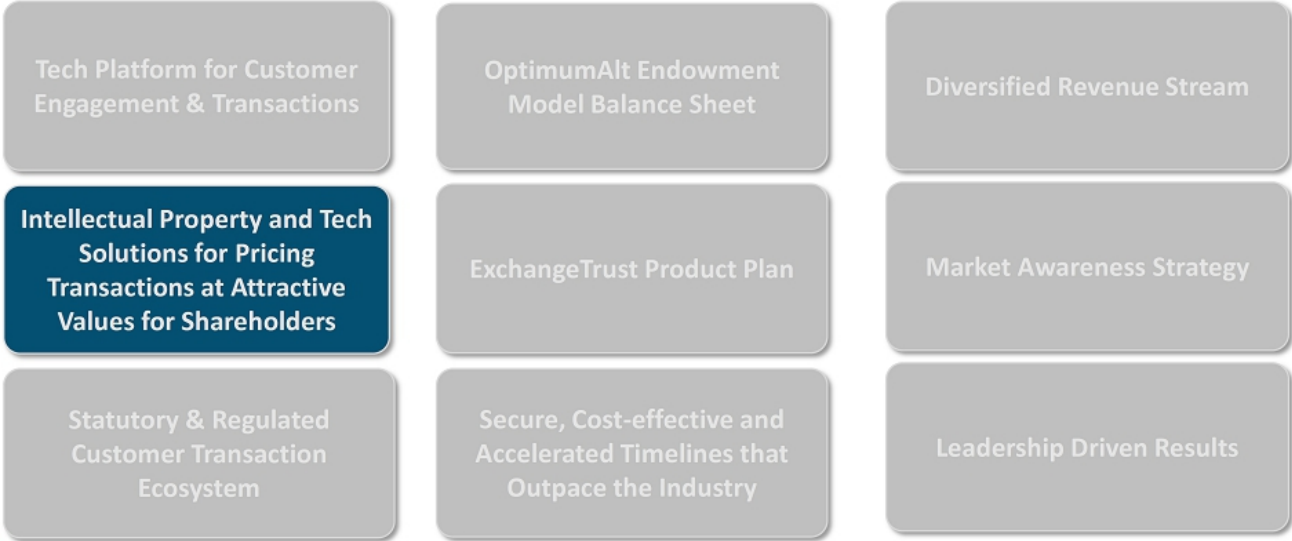 Tech Platform for Customer
Engagement & Transactions
OptimumAlt Endowment
Model Balance Sheet
Diversified Revenue Stream
Intellectual Property and Tech
Solutions for Pricing
Transactions at Attractive
Values for Shareholders
ExchangeTrust Product Plan
Market Awareness Strategy
Statutory & Regulated
Customer Transaction
Ecosystem
Secure, Cost-effective and
Accelerated Timelines that
Outpace the Industry
Leadership Driven Results